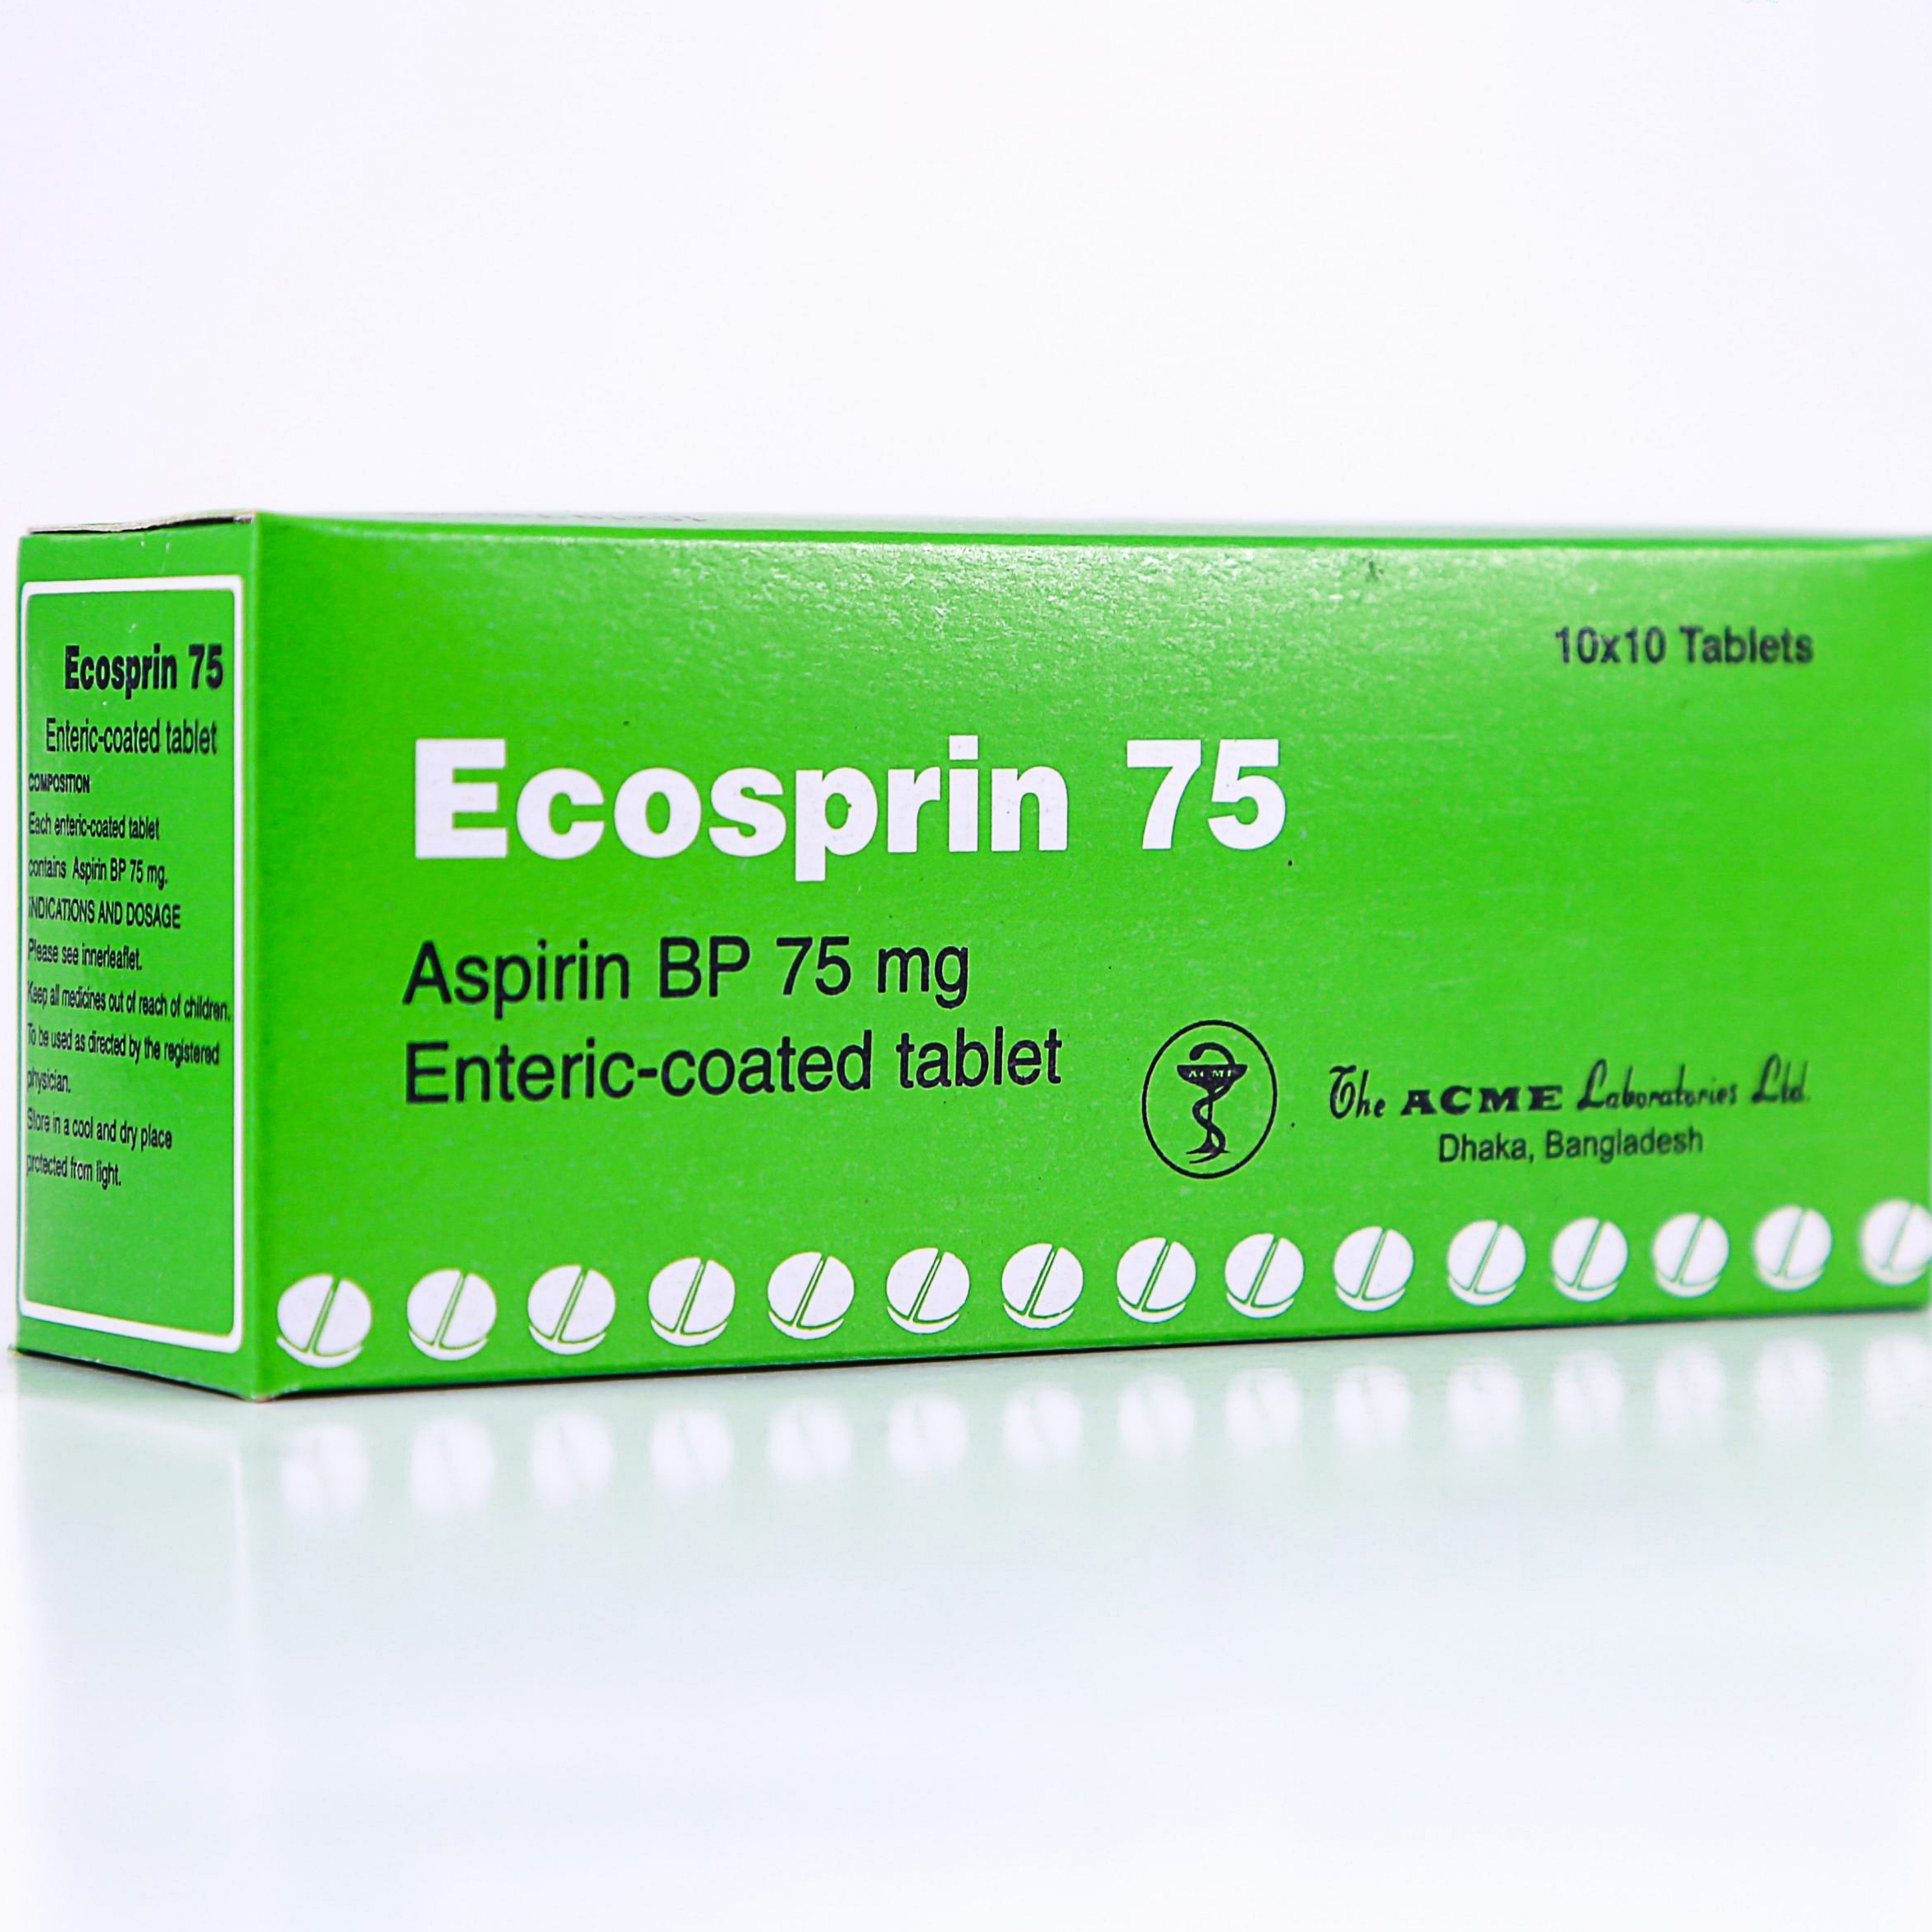 Ecosprin 75
Enteric-coated tablet
COMPOSITION
Each enteric-coated tablet
contains Aspirin BP 75 mg.
INDICATIONS AND DOSAGE
Please see innerleaflet.
Keep all medicines out of reach of children.
To be used as directed by the registered
physician.
Store in a cool and dry place
protected from light.
10x10 Tablets
Ecosprin 75
Aspirin BP 75 mg
Enteric-coated tablet
ACME
The ACME Laboratories Ltd.
Dhaka, Bangladesh